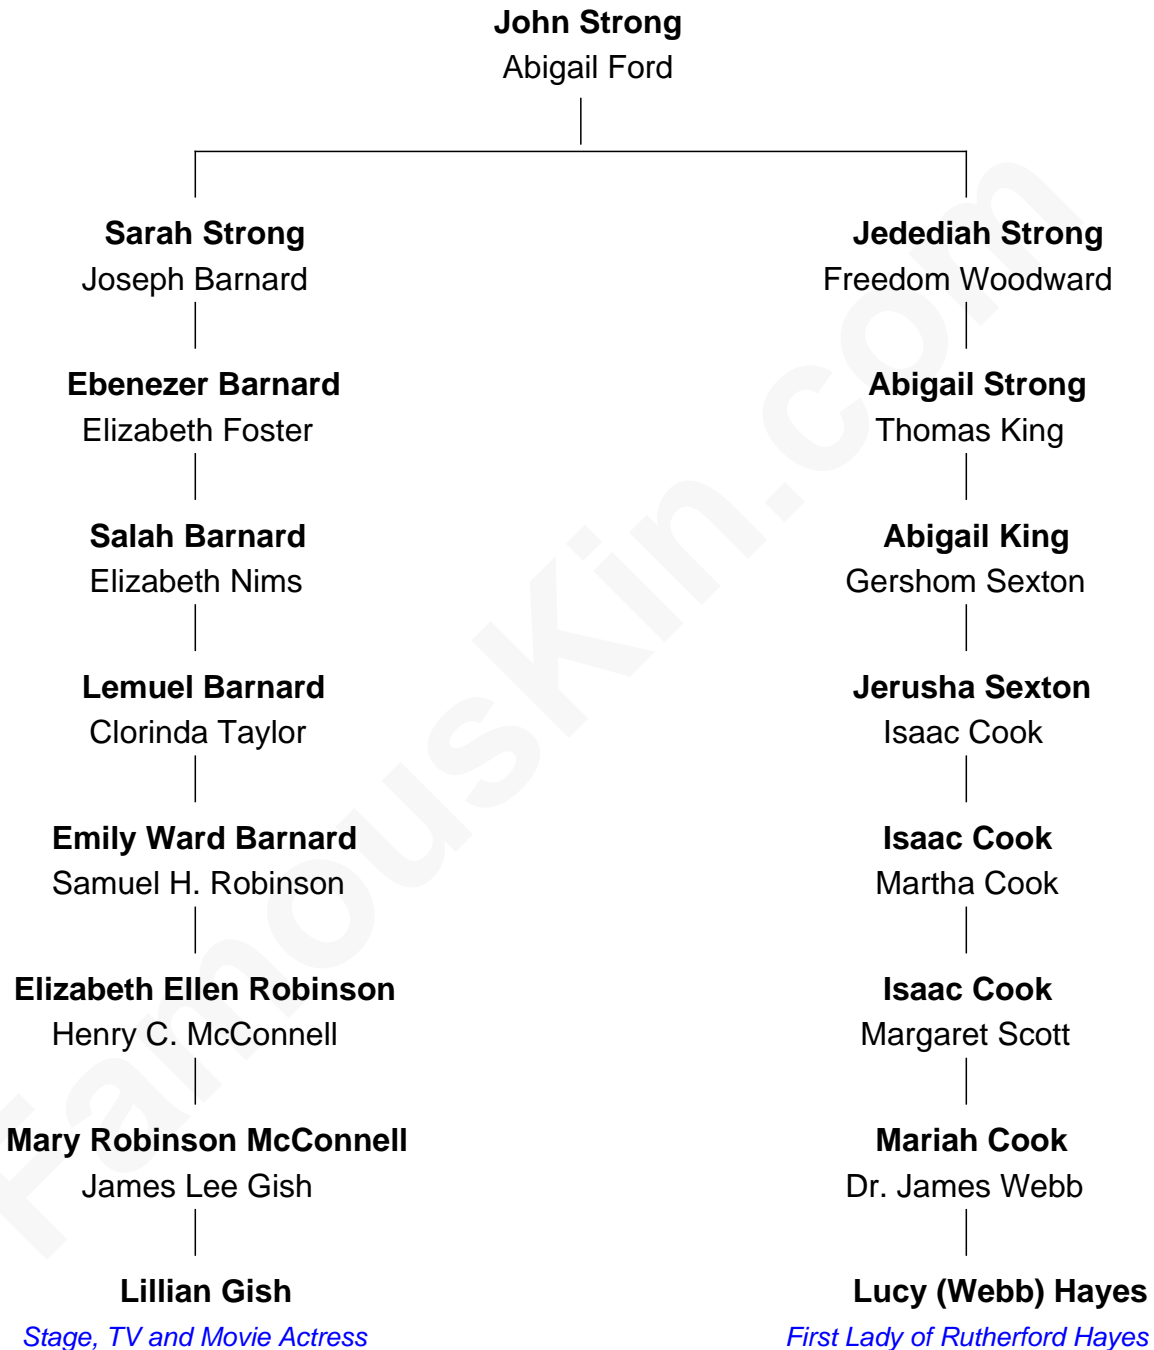 John Strong
Abigail Ford
Sarah Strong
Joseph Barnard
Jedediah Strong
Freedom Woodward
Ebenezer Barnard
Elizabeth Foster
Abigail Strong
Thomas King
Salah Barnard
Elizabeth Nims
Abigail King
Gershom Sexton
Lemuel Barnard
Clorinda Taylor
Jerusha Sexton
Isaac Cook
Emily Ward Barnard
Samuel H. Robinson
Isaac Cook
Martha Cook
Elizabeth Ellen Robinson
Henry C. McConnell
Isaac Cook
Margaret Scott
Mary Robinson McConnell
James Lee Gish
Mariah Cook
Dr. James Webb
Lillian Gish
Stage, TV and Movie Actress
Lucy (Webb) Hayes
First Lady of Rutherford Hayes
FamousKin.com